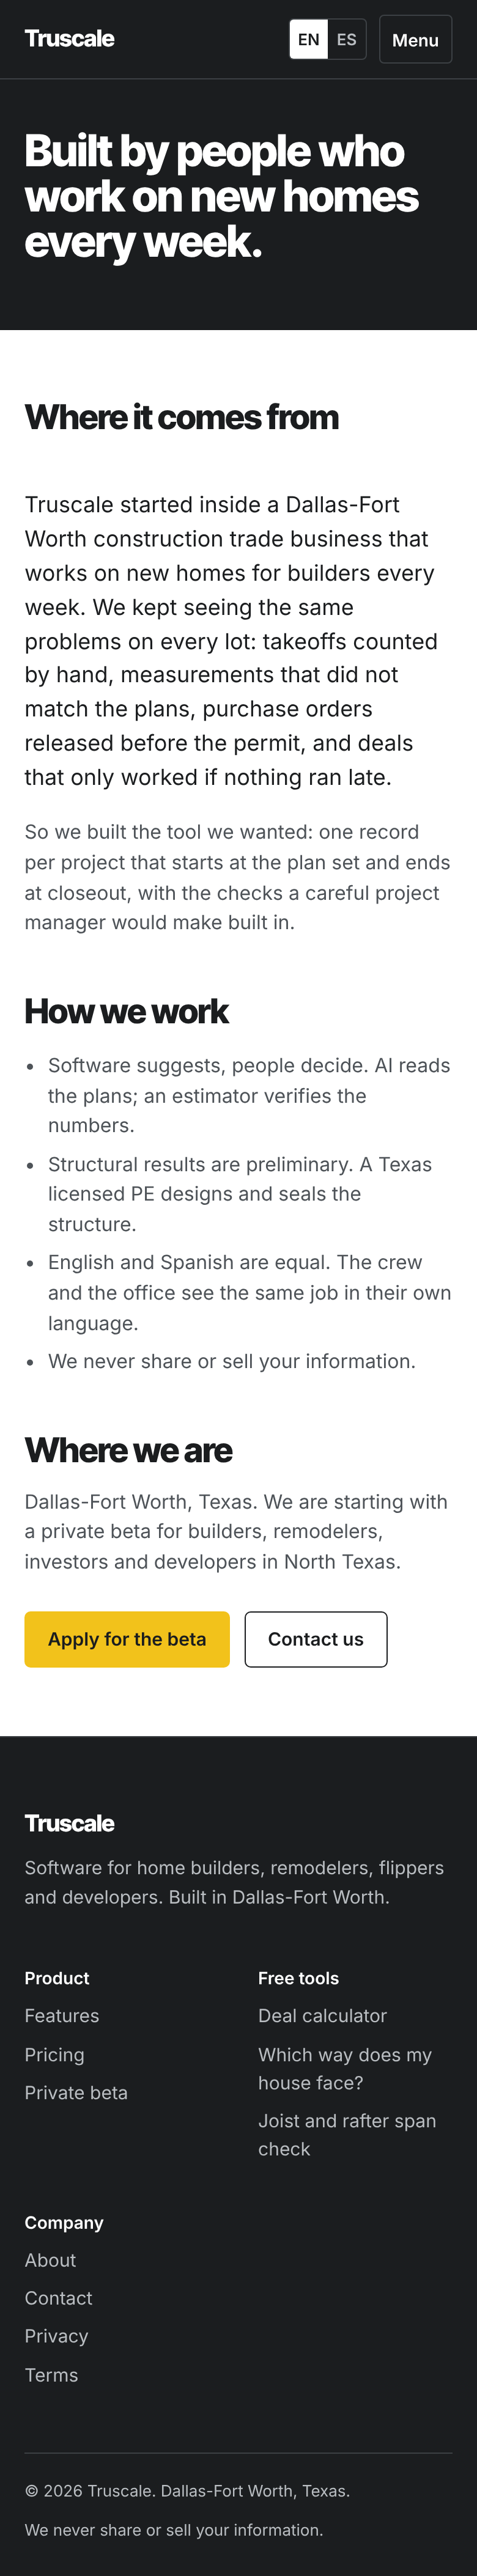 Truscale
EN ES
Menu
Built by people who
work on new homes
every week.
Where it comes from
Truscale started inside a Dallas-Fort
Worth construction trade business that
works on new homes for builders every
week. We kept seeing the same
problems on every lot: takeoffs counted
by hand, measurements that did not
match the plans, purchase orders
released before the permit, and deals
that only worked if nothing ran late.
So we built the tool we wanted: one record
per project that starts at the plan set and ends
at closeout, with the checks a careful project
manager would make built in.
How we work
• Software suggests, people decide. AI reads
the plans; an estimator verifies the
numbers.
• Structural results are preliminary. A Texas
licensed PE designs and seals the
structure.
• English and Spanish are equal. The crew
and the office see the same job in their own
language.
• We never share or sell your information.
Where we are
Dallas-Fort Worth, Texas. We are starting with
a private beta for builders, remodelers,
investors and developers in North Texas.
Apply for the beta
Contact us
Truscale
Software for home builders, remodelers, flippers
and developers. Built in Dallas-Fort Worth.
Product
Features
Pricing
Private beta
Free tools
Deal calculator
Which way does my
house face?
Joist and rafter span
check
Company
About
Contact
Privacy
Terms
© 2026 Truscale. Dallas-Fort Worth, Texas.
We never share or sell your information.